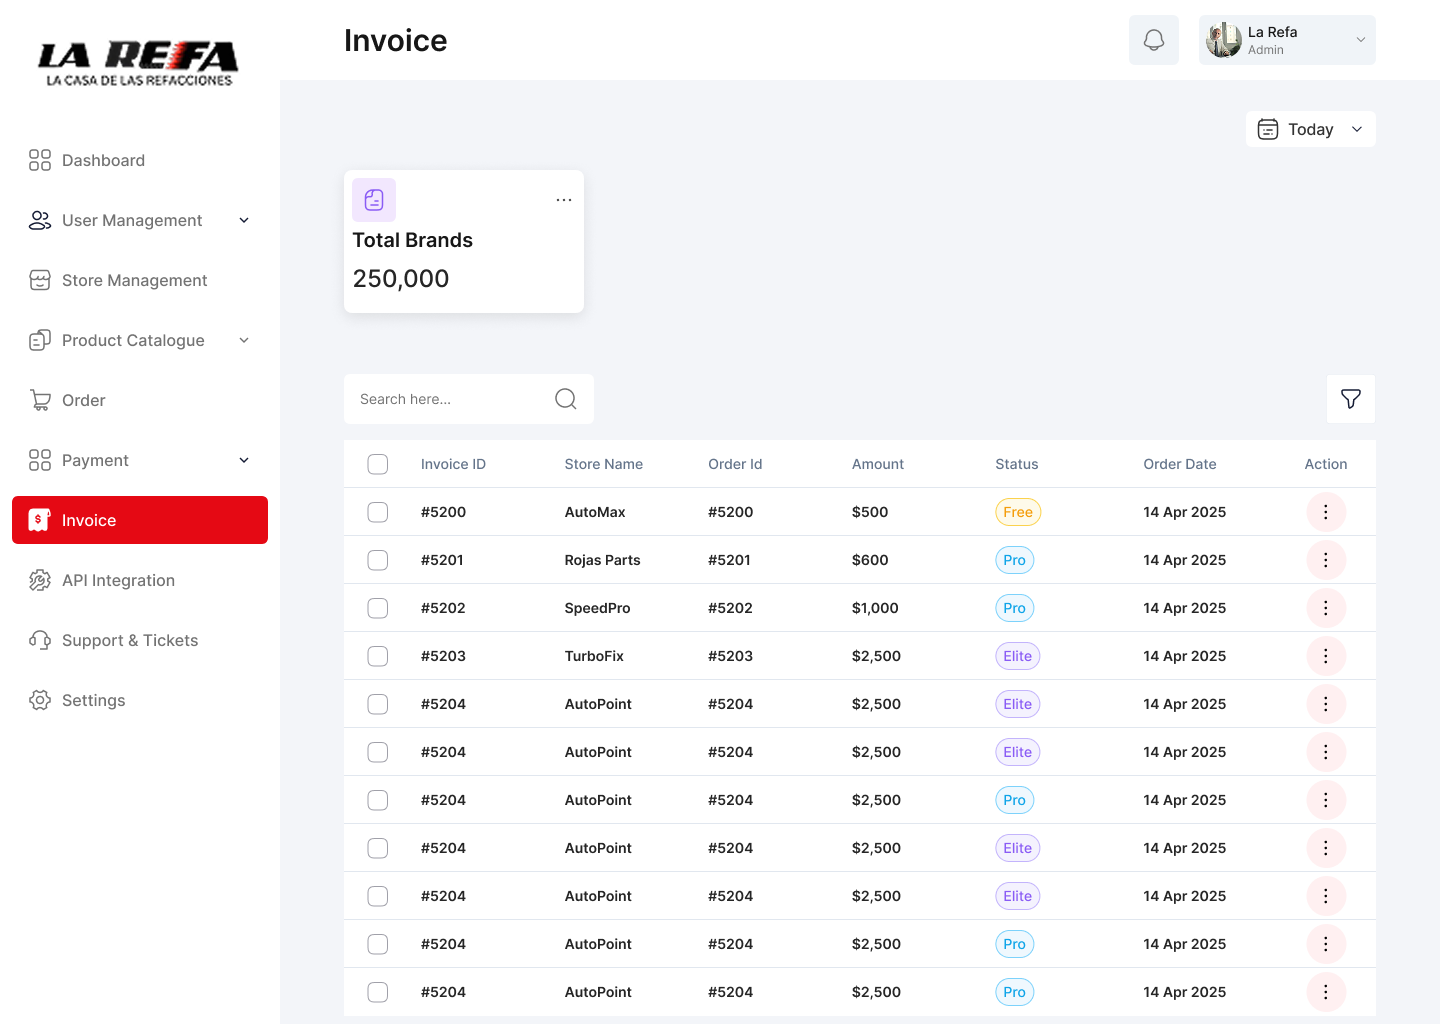 LA REFA
LA CASA DE LAS REFACCIONES
Invoice
La Refa
Admin
Dashboard
User Management
Store Management
Product Catalogue
Order
Payment
Invoice
API Integration
Support & Tickets
Settings
Today
Total Brands
250,000
Search here...
Invoice ID Store Name Order Id Amount Status Order Date Action
#5200 AutoMax #5200 $500 Free 14 Apr 2025
#5201 Rojas Parts #5201 $600 Pro 14 Apr 2025
#5202 SpeedPro #5202 $1,000 Pro 14 Apr 2025
#5203 TurboFix #5203 $2,500 Elite 14 Apr 2025
#5204 AutoPoint #5204 $2,500 Elite 14 Apr 2025
#5204 AutoPoint #5204 $2,500 Elite 14 Apr 2025
#5204 AutoPoint #5204 $2,500 Pro 14 Apr 2025
#5204 AutoPoint #5204 $2,500 Elite 14 Apr 2025
#5204 AutoPoint #5204 $2,500 Elite 14 Apr 2025
#5204 AutoPoint #5204 $2,500 Pro 14 Apr 2025
#5204 AutoPoint #5204 $2,500 Pro 14 Apr 2025